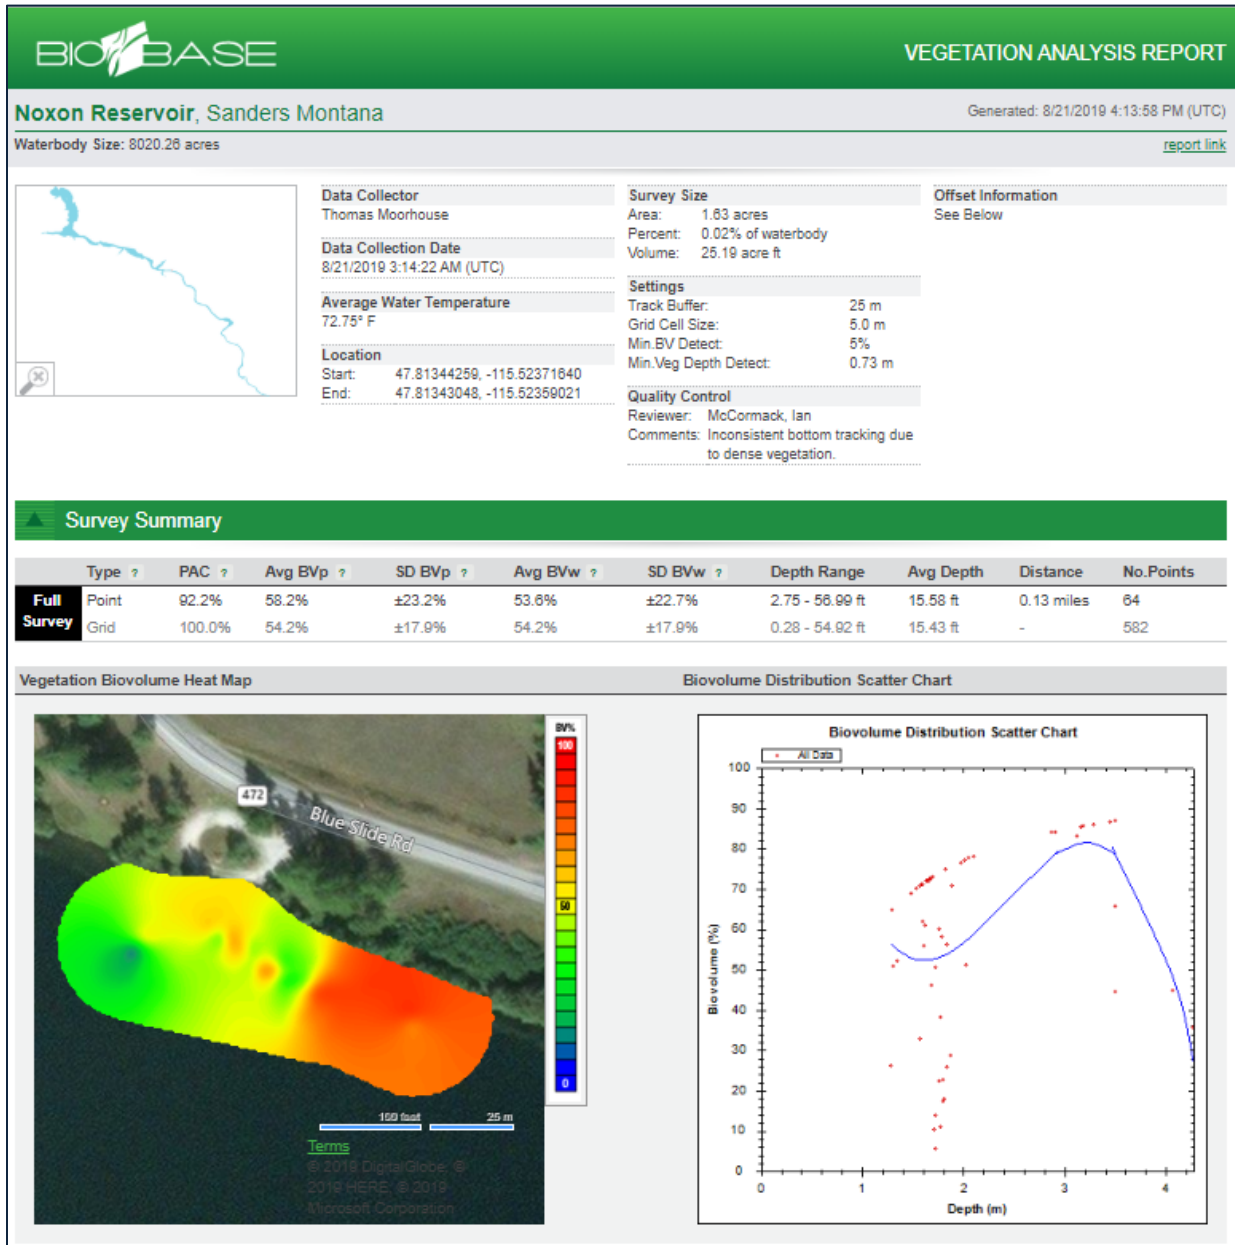 BIOBASE
VEGETATION ANALYSIS REPORT
Noxon Reservoir, Sanders Montana
Generated: 8/21/2019 4:13:58 PM (UTC)
Waterbody Size: 8020.26 acres
report link
Data Collector
Thomas Moorhouse
Data Collection Date
8/21/2019 3:14:22 AM (UTC)
Average Water Temperature
72.75° F
Location
Start: 47.81344259, -115.52371640
End: 47.81343048, -115.52359021
Survey Size
Area: 1.63 acres
Percent: 0.02% of waterbody
Volume: 25.19 acre ft
Settings
Track Buffer: 25 m
Grid Cell Size: 5.0 m
Min.BV Detect: 5%
Min.Veg Depth Detect: 0.73 m
Quality Control
Reviewer: McCormack, Ian
Comments: Inconsistent bottom tracking due
to dense vegetation.
Offset Information
See Below
Survey Summary
Type ? PAC ? Avg BVp ? SD BVp ? Avg BVw ? SD BVw ? Depth Range Avg Depth Distance No.Points
Full Survey
Point 92.2% 58.2% ±23.2% 53.6% ±22.7% 2.75 - 56.99 ft 15.58 ft 0.13 miles 64
Grid 100.0% 54.2% ±17.9% 54.2% ±17.9% 0.28 - 54.92 ft 15.43 ft - 582
Vegetation Biovolume Heat Map
472
Blue Slide Rd
BV%
100
50
0
100 feet 25 m
Terms
© 2019 DigitalGlobe, ©
2019 HERE, © 2019
Microsoft Corporation
Biovolume Distribution Scatter Chart
Biovolume Distribution Scatter Chart
All Data
Biovolume (%)
100
90
80
70
60
50
40
30
20
10
0
0 1 2 3 4
Depth (m)